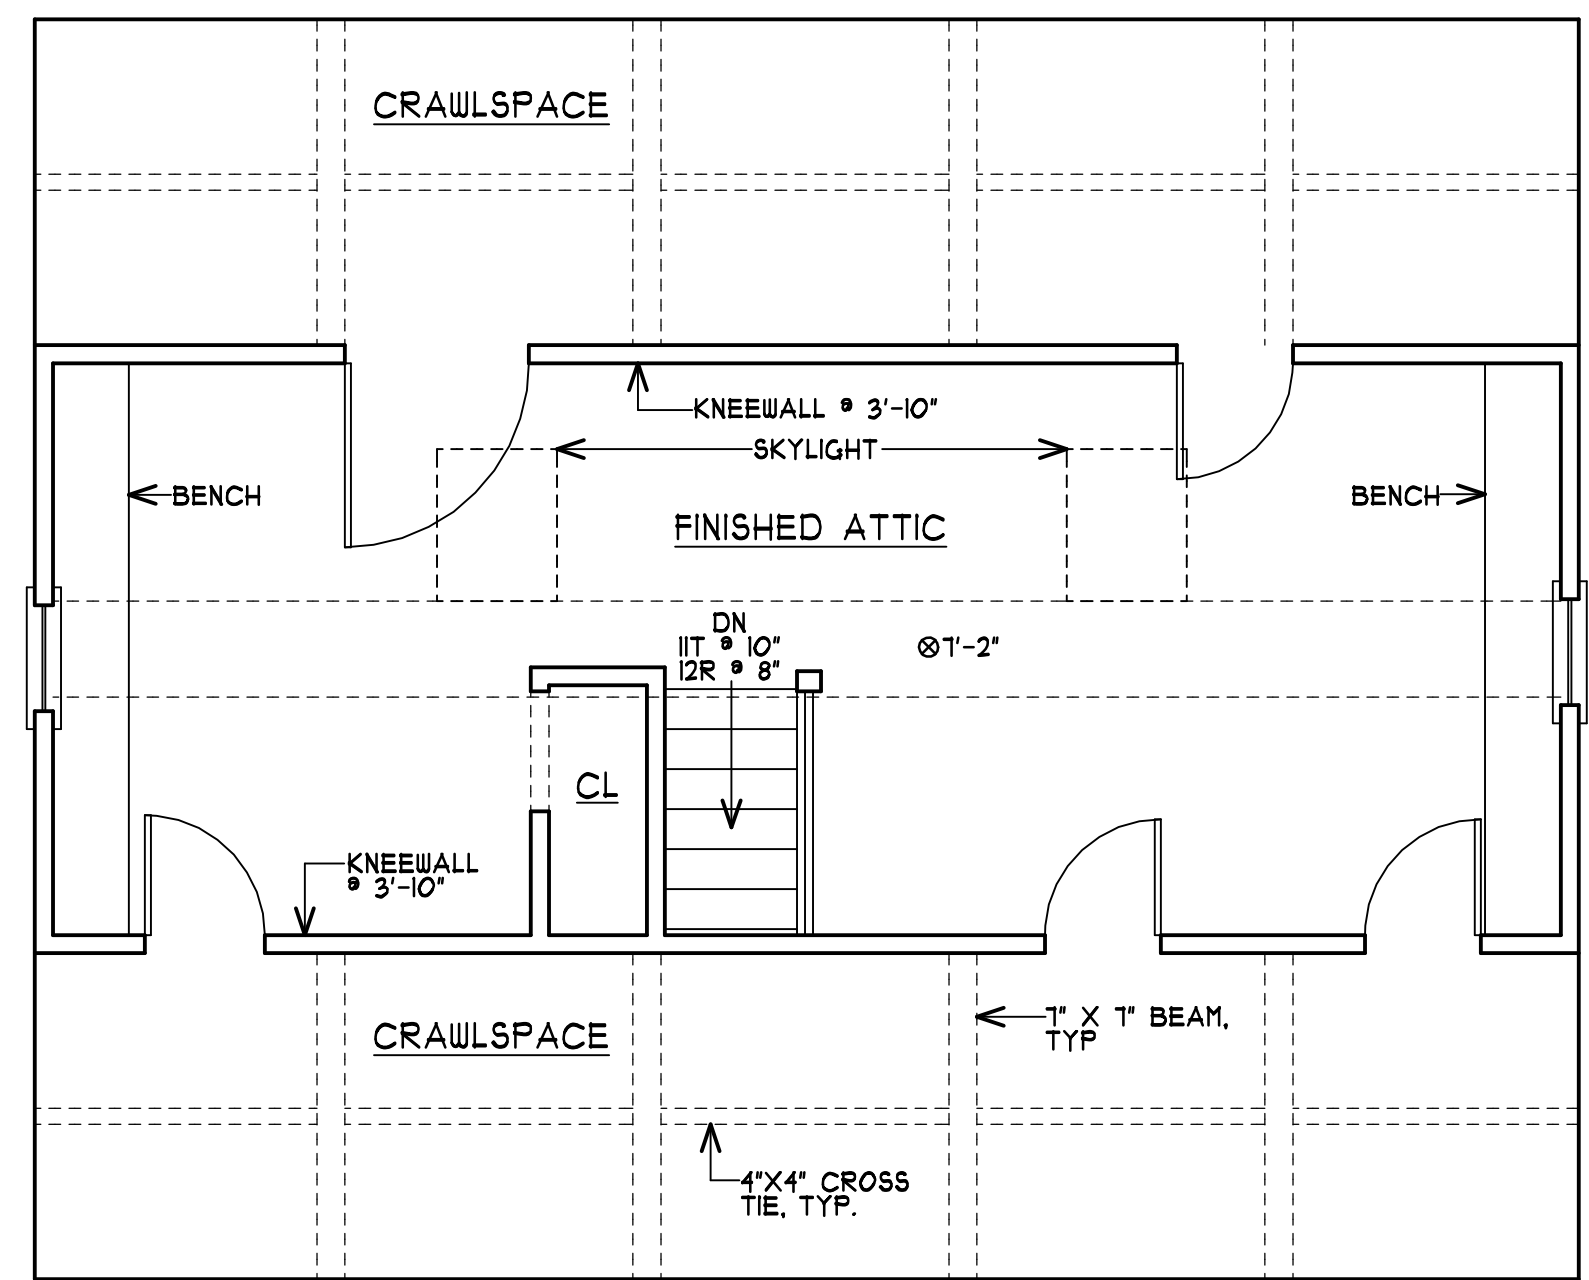 CRAWLSPACE
KNEEWALL @ 3'-10"
SKYLIGHT
BENCH
BENCH
FINISHED ATTIC
DN
11T @ 10"
12R @ 8"
7'-2"
CL
KNEEWALL
@ 3'-10"
CRAWLSPACE
7" X 7" BEAM,
TYP
4"X4" CROSS
TIE, TYP.